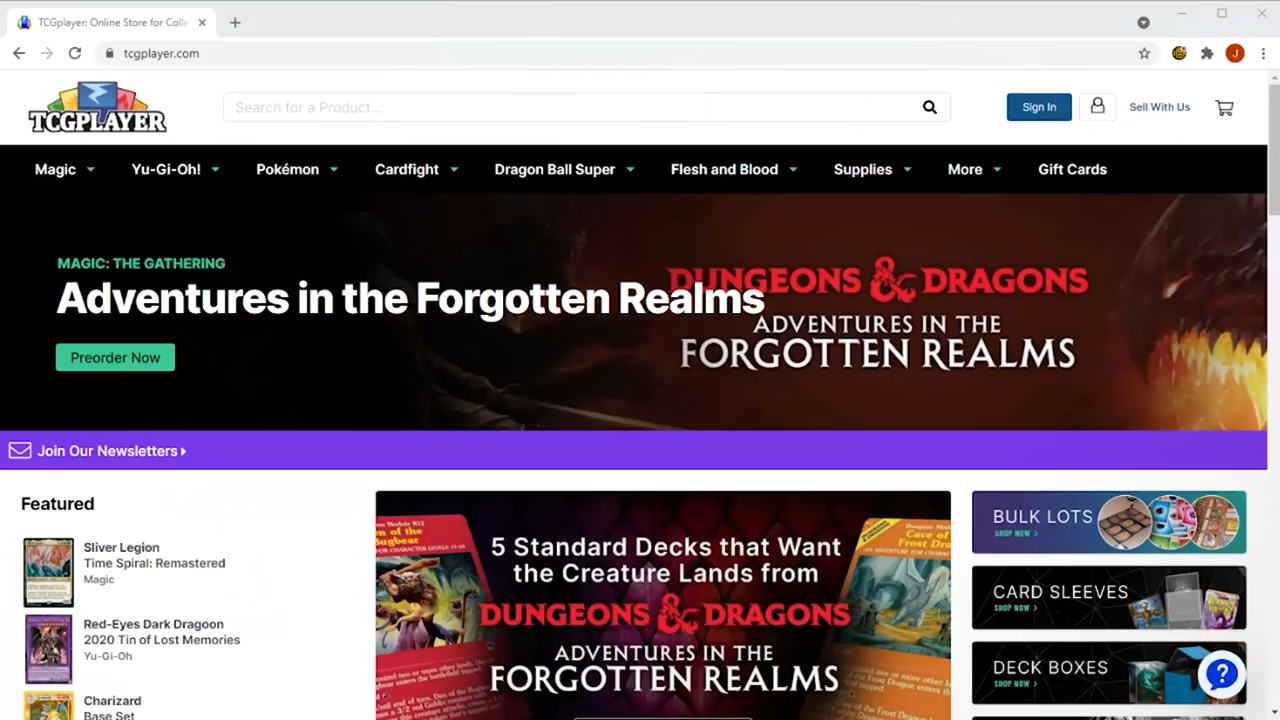 TCGplayer: Online Store for Colle
tcgplayer.com
J
TCGPLAYER
Search for a Product...
Sign In
Sell With Us
Magic
Yu-Gi-Oh!
Pokémon
Cardfight
Dragon Ball Super
Flesh and Blood
Supplies
More
Gift Cards
MAGIC: THE GATHERING
Adventures in the Forgotten Realms
Preorder Now
DUNGEONS & DRAGONS
ADVENTURES IN THE
FORGOTTEN REALMS
Join Our Newsletters
Featured
Sliver Legion
Time Spiral: Remastered
Magic
Red-Eyes Dark Dragoon
2020 Tin of Lost Memories
Yu-Gi-Oh
Charizard
Base Set
5 Standard Decks that Want
the Creature Lands from
DUNGEONS & DRAGONS
ADVENTURES IN THE
FORGOTTEN REALMS
BULK LOTS
SHOP NOW
CARD SLEEVES
SHOP NOW
DECK BOXES
SHOP NOW